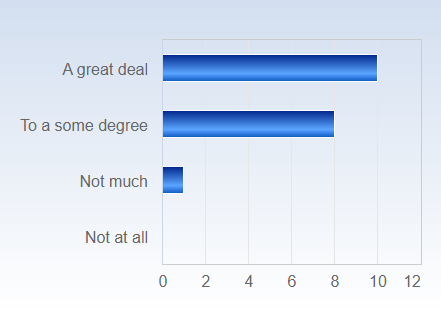 A great deal
To a some degree
Not much
Not at all
0 2 4 6 8 10 12